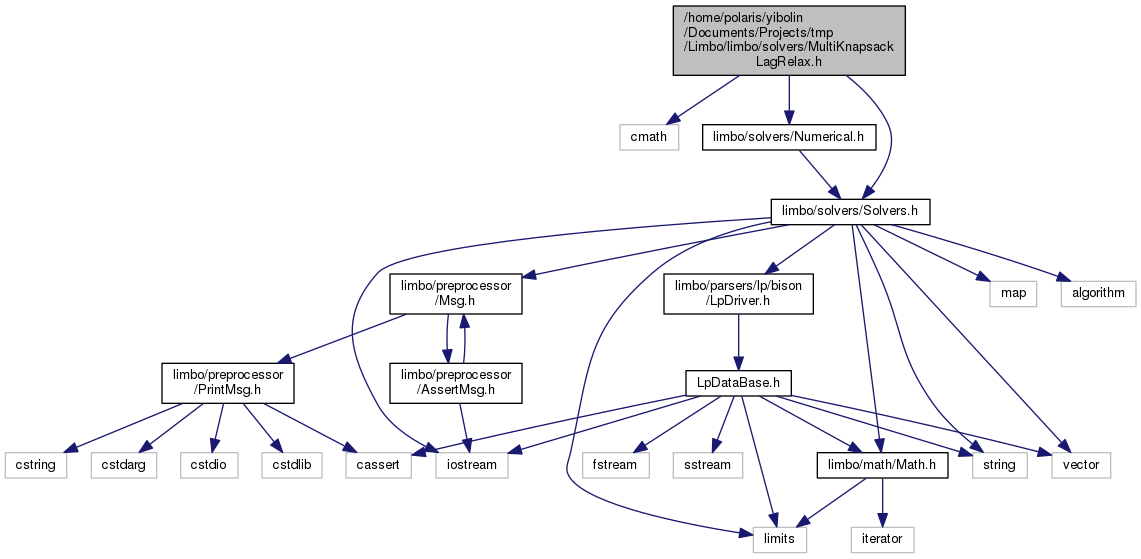 /home/polaris/yibolin
/Documents/Projects/tmp
/Limbo/limbo/solvers/MultiKnapsack
LagRelax.h
cmath
limbo/solvers/Numerical.h
limbo/solvers/Solvers.h
limbo/preprocessor
/Msg.h
limbo/parsers/lp/bison
/LpDriver.h
map
algorithm
limbo/preprocessor
/PrintMsg.h
limbo/preprocessor
/AssertMsg.h
LpDataBase.h
cstring
cstdarg
cstdio
cstdlib
cassert
iostream
fstream
sstream
limbo/math/Math.h
string
vector
limits
iterator